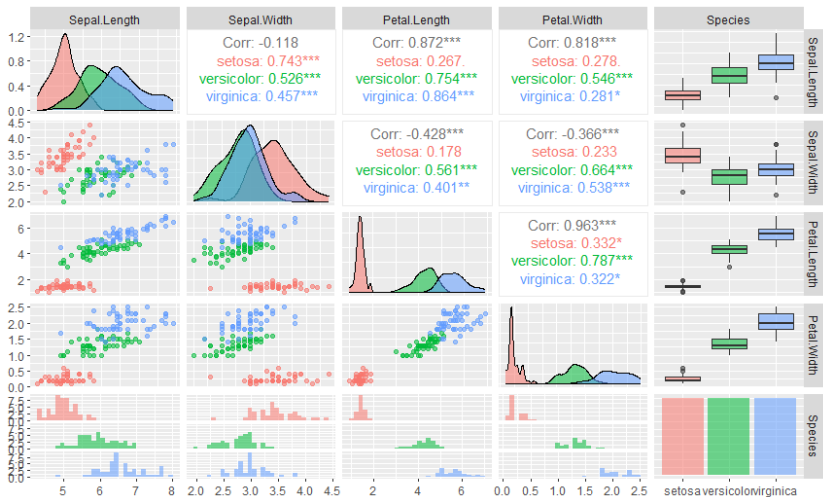 Sepal.Length Sepal.Width Petal.Length Petal.Width Species
1.2
0.8
0.4
0.0
Corr: -0.118
setosa: 0.743***
versicolor: 0.526***
virginica: 0.457***
Corr: 0.872***
setosa: 0.267.
versicolor: 0.754***
virginica: 0.864***
Corr: 0.818***
setosa: 0.278.
versicolor: 0.546***
virginica: 0.281*
Sepal.Length
4.5
4.0
3.5
3.0
2.5
2.0
Corr: -0.428***
setosa: 0.178
versicolor: 0.561***
virginica: 0.401**
Corr: -0.366***
setosa: 0.233
versicolor: 0.664***
virginica: 0.538***
Sepal.Width
6
4
2
Corr: 0.963***
setosa: 0.332*
versicolor: 0.787***
virginica: 0.322*
Petal.Length
2.5
2.0
1.5
1.0
0.5
0.0
Petal.Width
7.5
5.0
Species
5 6 7 8 2.0 2.5 3.0 3.5 4.0 4.5 2 4 6 0.0 0.5 1.0 1.5 2.0 2.5 setosa versicolor virginica